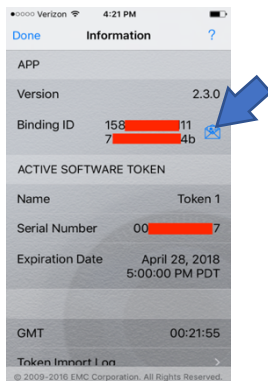 Verizon 4:21 PM
Done Information ?
APP
Version 2.3.0
Binding ID 158 11
7 4b
ACTIVE SOFTWARE TOKEN
Name Token 1
Serial Number 00 7
Expiration Date April 28, 2018
5:00:00 PM PDT
GMT 00:21:55
Token Import Log
© 2009-2016 EMC Corporation. All Rights Reserved.